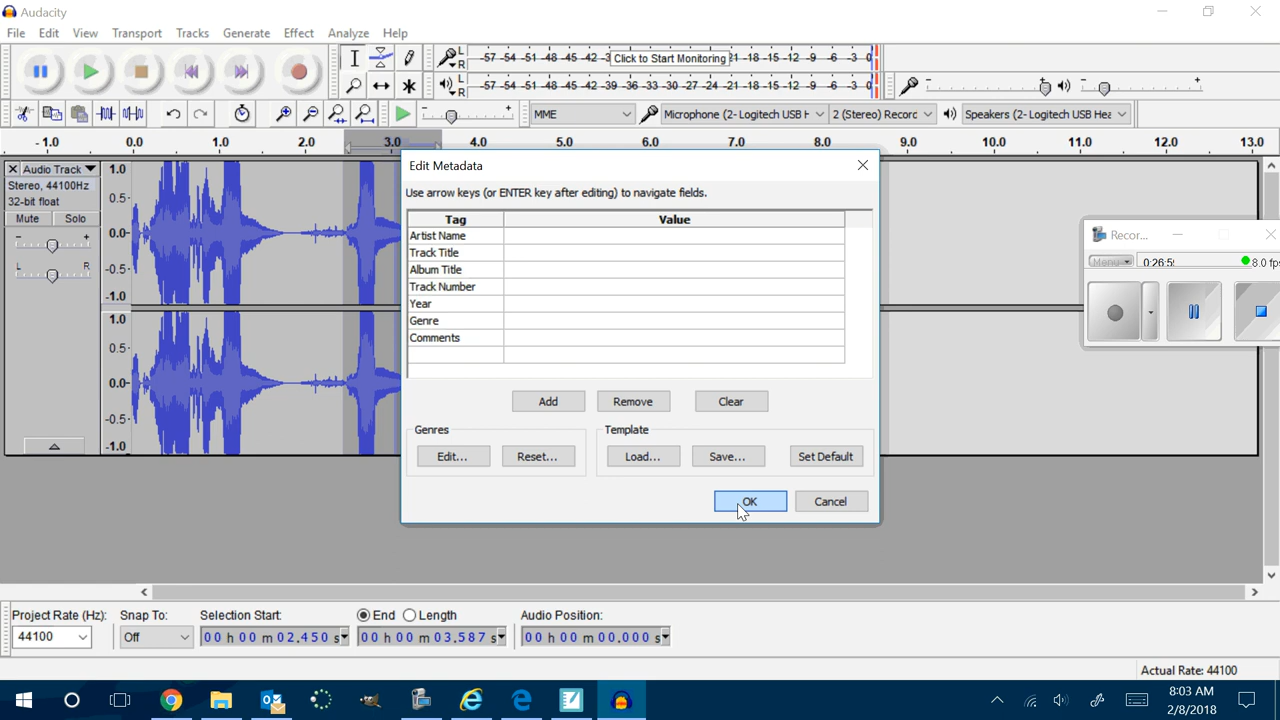 Audacity
File Edit View Transport Tracks Generate Effect Analyze Help
L R -57 -54 -51 -48 -45 -42 Click to Start Monitoring -18 -15 -12 -9 -6 -3 0
L R -57 -54 -51 -48 -45 -42 -39 -36 -33 -30 -27 -24 -21 -18 -15 -12 -9 -6 -3 0
MME Microphone (2- Logitech USB H 2 (Stereo) Record Speakers (2- Logitech USB Hea
-1.0 0.0 1.0 2.0 3.0 4.0 5.0 6.0 7.0 8.0 9.0 10.0 11.0 12.0 13.0
Audio Track
Stereo, 44100Hz
32-bit float
Mute Solo
- +
L R
1.0
0.5
0.0
-0.5
-1.0
1.0
0.5
0.0
-0.5
-1.0
Edit Metadata
Use arrow keys (or ENTER key after editing) to navigate fields.
Tag Value
Artist Name
Track Title
Album Title
Track Number
Year
Genre
Comments
Add Remove Clear
Genres Template
Edit... Reset... Load... Save... Set Default
OK Cancel
Recor...
Menu 0:26:5 8.0 fps
Project Rate (Hz): Snap To: Selection Start: End Length Audio Position:
44100 Off 00 h 00 m 02.450 s 00 h 00 m 03.587 s 00 h 00 m 00.000 s
Actual Rate: 44100
8:03 AM
2/8/2018